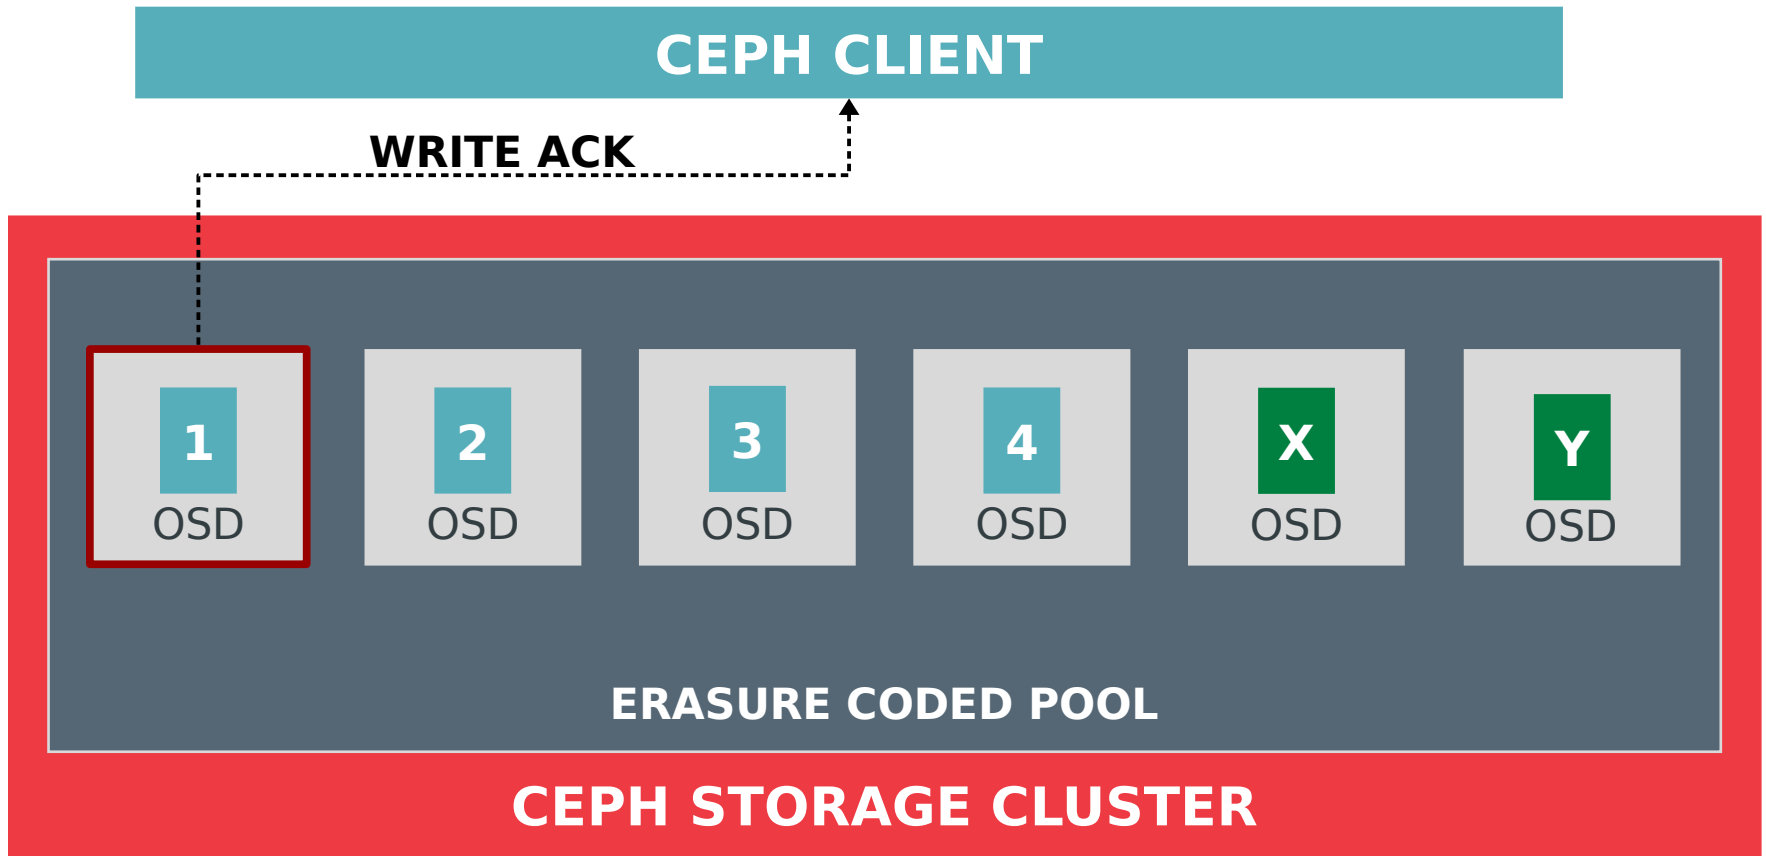 CEPH CLIENT
WRITE ACK
1 2 3 4 X Y
OSD OSD OSD OSD OSD OSD
ERASURE CODED POOL
CEPH STORAGE CLUSTER